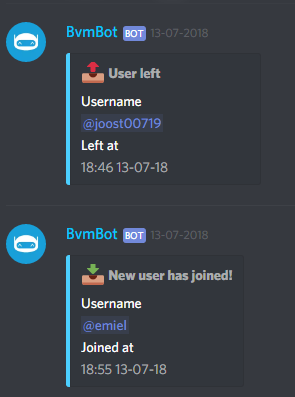 BvmBot BOT 13-07-2018
User left
Username
@joost00719
Left at
18:46 13-07-18
BvmBot BOT 13-07-2018
New user has joined!
Username
@emiel
Joined at
18:55 13-07-18